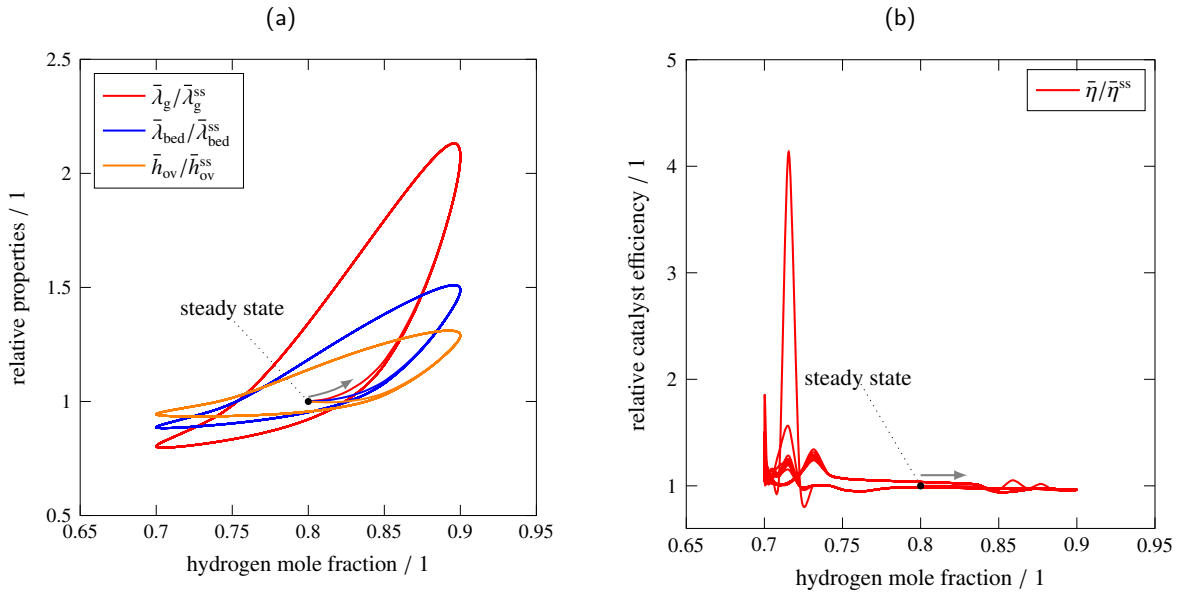 (a)
2.5
2
1.5
1
0.5
0.65
0.7
0.75
0.8
0.85
0.9
0.95
relative properties / 1
hydrogen mole fraction / 1
λ̄g/λ̄gss
λ̄bed/λ̄bedss
h̄ov/h̄ovss
steady state
(b)
5
4
3
2
1
0.65
0.7
0.75
0.8
0.85
0.9
0.95
relative catalyst efficiency / 1
hydrogen mole fraction / 1
η̄/η̄ss
steady state